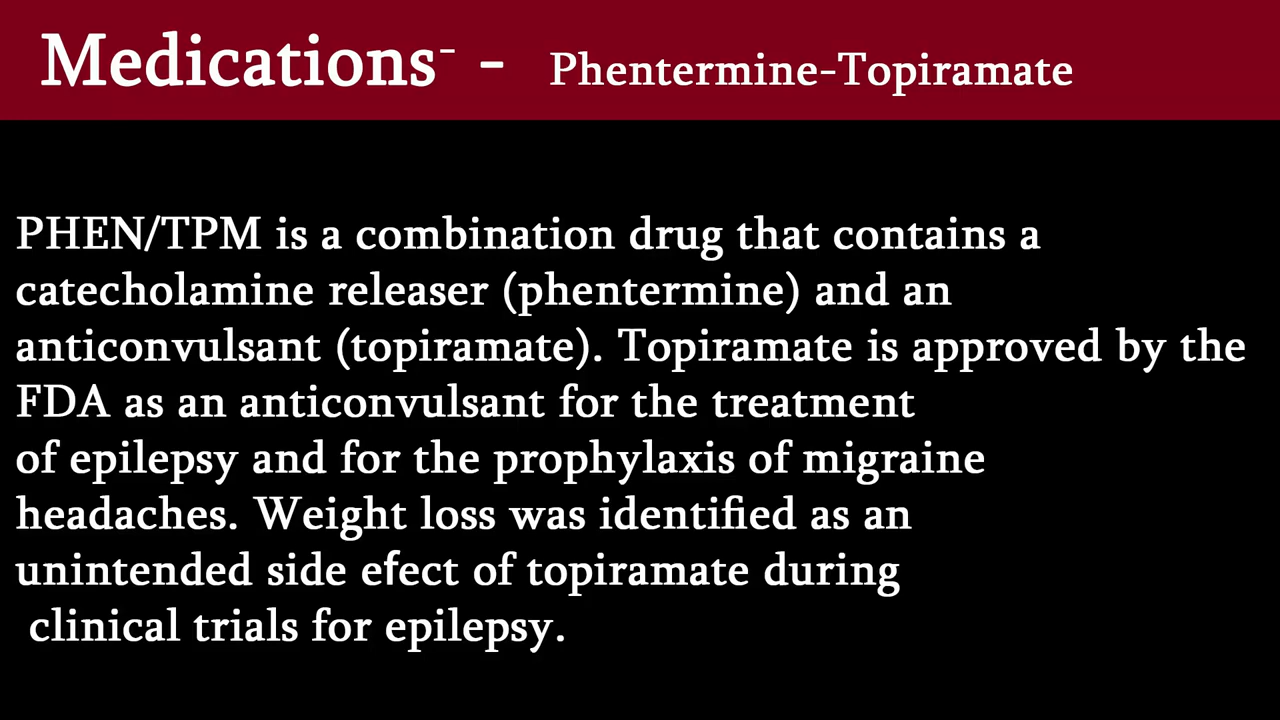 Medications- - Phentermine-Topiramate
PHEN/TPM is a combination drug that contains a
catecholamine releaser (phentermine) and an
anticonvulsant (topiramate). Topiramate is approved by the
FDA as an anticonvulsant for the treatment
of epilepsy and for the prophylaxis of migraine
headaches. Weight loss was identified as an
unintended side efect of topiramate during
clinical trials for epilepsy.